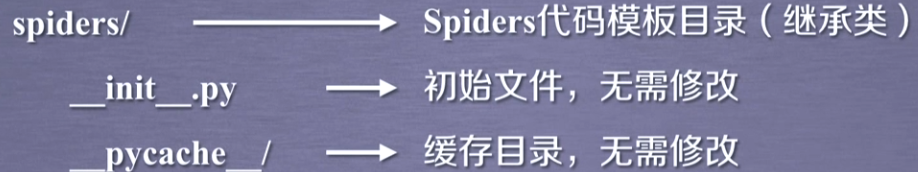 spiders/ ⟶ Spiders代码模板目录（继承类）
__init__.py ⟶ 初始文件，无需修改
__pycache__/ ⟶ 缓存目录，无需修改